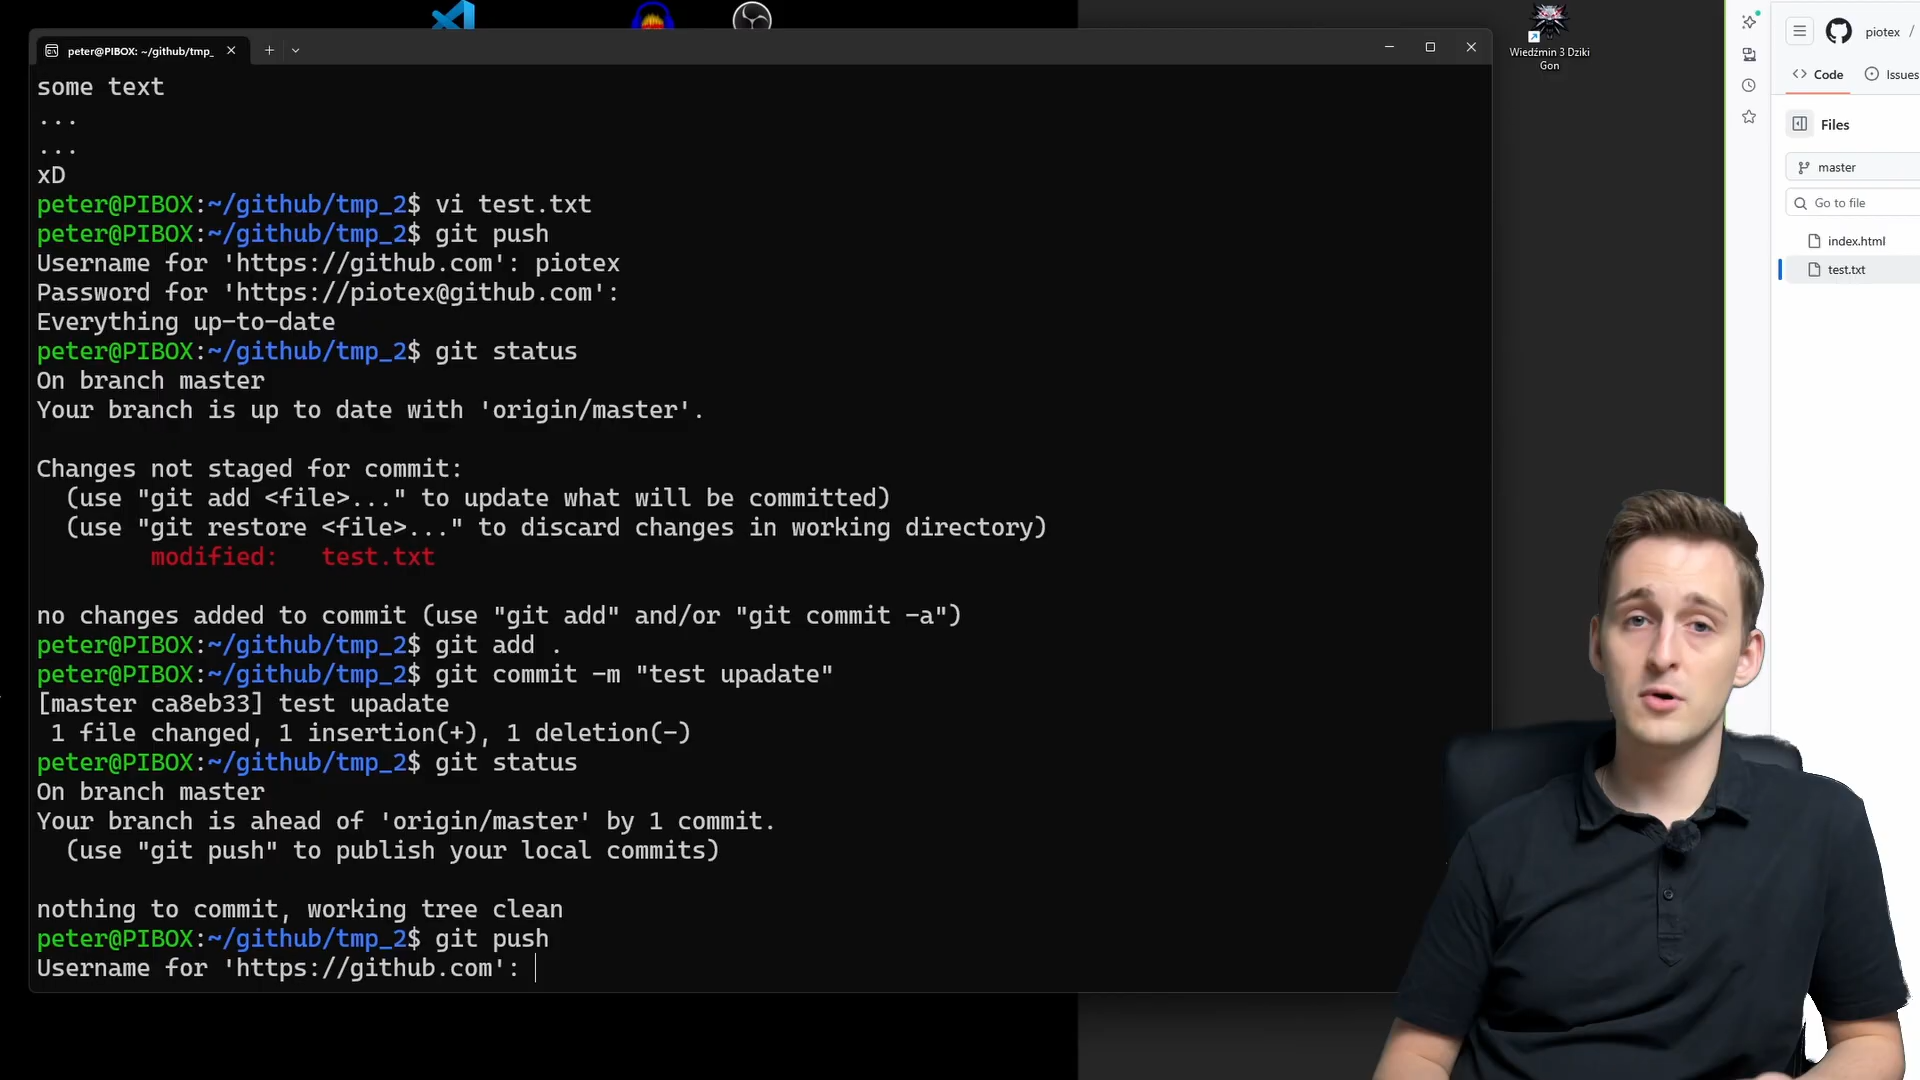 peter@PIBOX: ~/github/tmp_
some text
...
...
xD
peter@PIBOX:~/github/tmp_2$ vi test.txt
peter@PIBOX:~/github/tmp_2$ git push
Username for 'https://github.com': piotex
Password for 'https://piotex@github.com':
Everything up-to-date
peter@PIBOX:~/github/tmp_2$ git status
On branch master
Your branch is up to date with 'origin/master'.
Changes not staged for commit:
(use "git add <file>..." to update what will be committed)
(use "git restore <file>..." to discard changes in working directory)
modified: test.txt
no changes added to commit (use "git add" and/or "git commit -a")
peter@PIBOX:~/github/tmp_2$ git add .
peter@PIBOX:~/github/tmp_2$ git commit -m "test upadate"
[master ca8eb33] test upadate
1 file changed, 1 insertion(+), 1 deletion(-)
peter@PIBOX:~/github/tmp_2$ git status
On branch master
Your branch is ahead of 'origin/master' by 1 commit.
(use "git push" to publish your local commits)
nothing to commit, working tree clean
peter@PIBOX:~/github/tmp_2$ git push
Username for 'https://github.com':
Wiedźmin 3 Dziki
Gon
piotex /
Code
Issues
Files
master
Go to file
index.html
test.txt